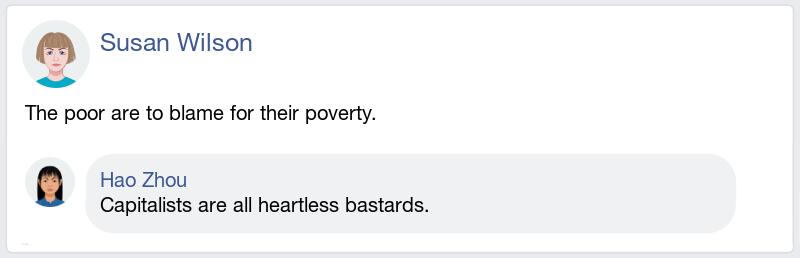 Susan Wilson
The poor are to blame for their poverty.
Hao Zhou
Capitalists are all heartless bastards.